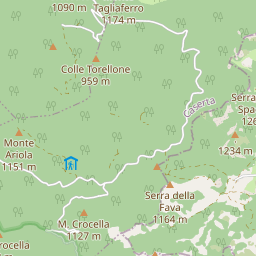 1090 m
Tagliaferro
1174 m
Colle Torellone
959 m
Caserta
Serra
Spa
126
1234 m
Monte
Ariola
1151 m
Serra della
Fava
1164 m
M. Crocella
1127 m
rocella
m